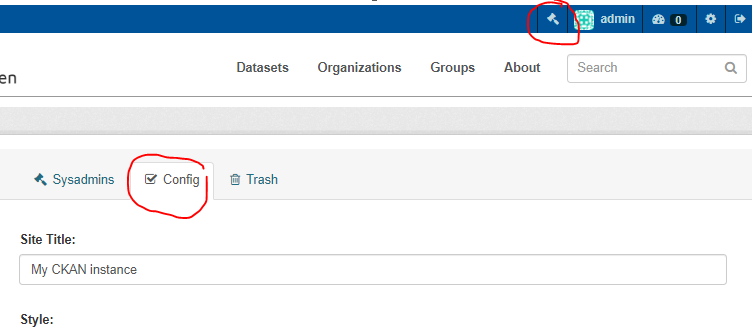 admin 0
en
Datasets Organizations Groups About Search
Sysadmins Config Trash
Site Title:
My CKAN instance
Style: